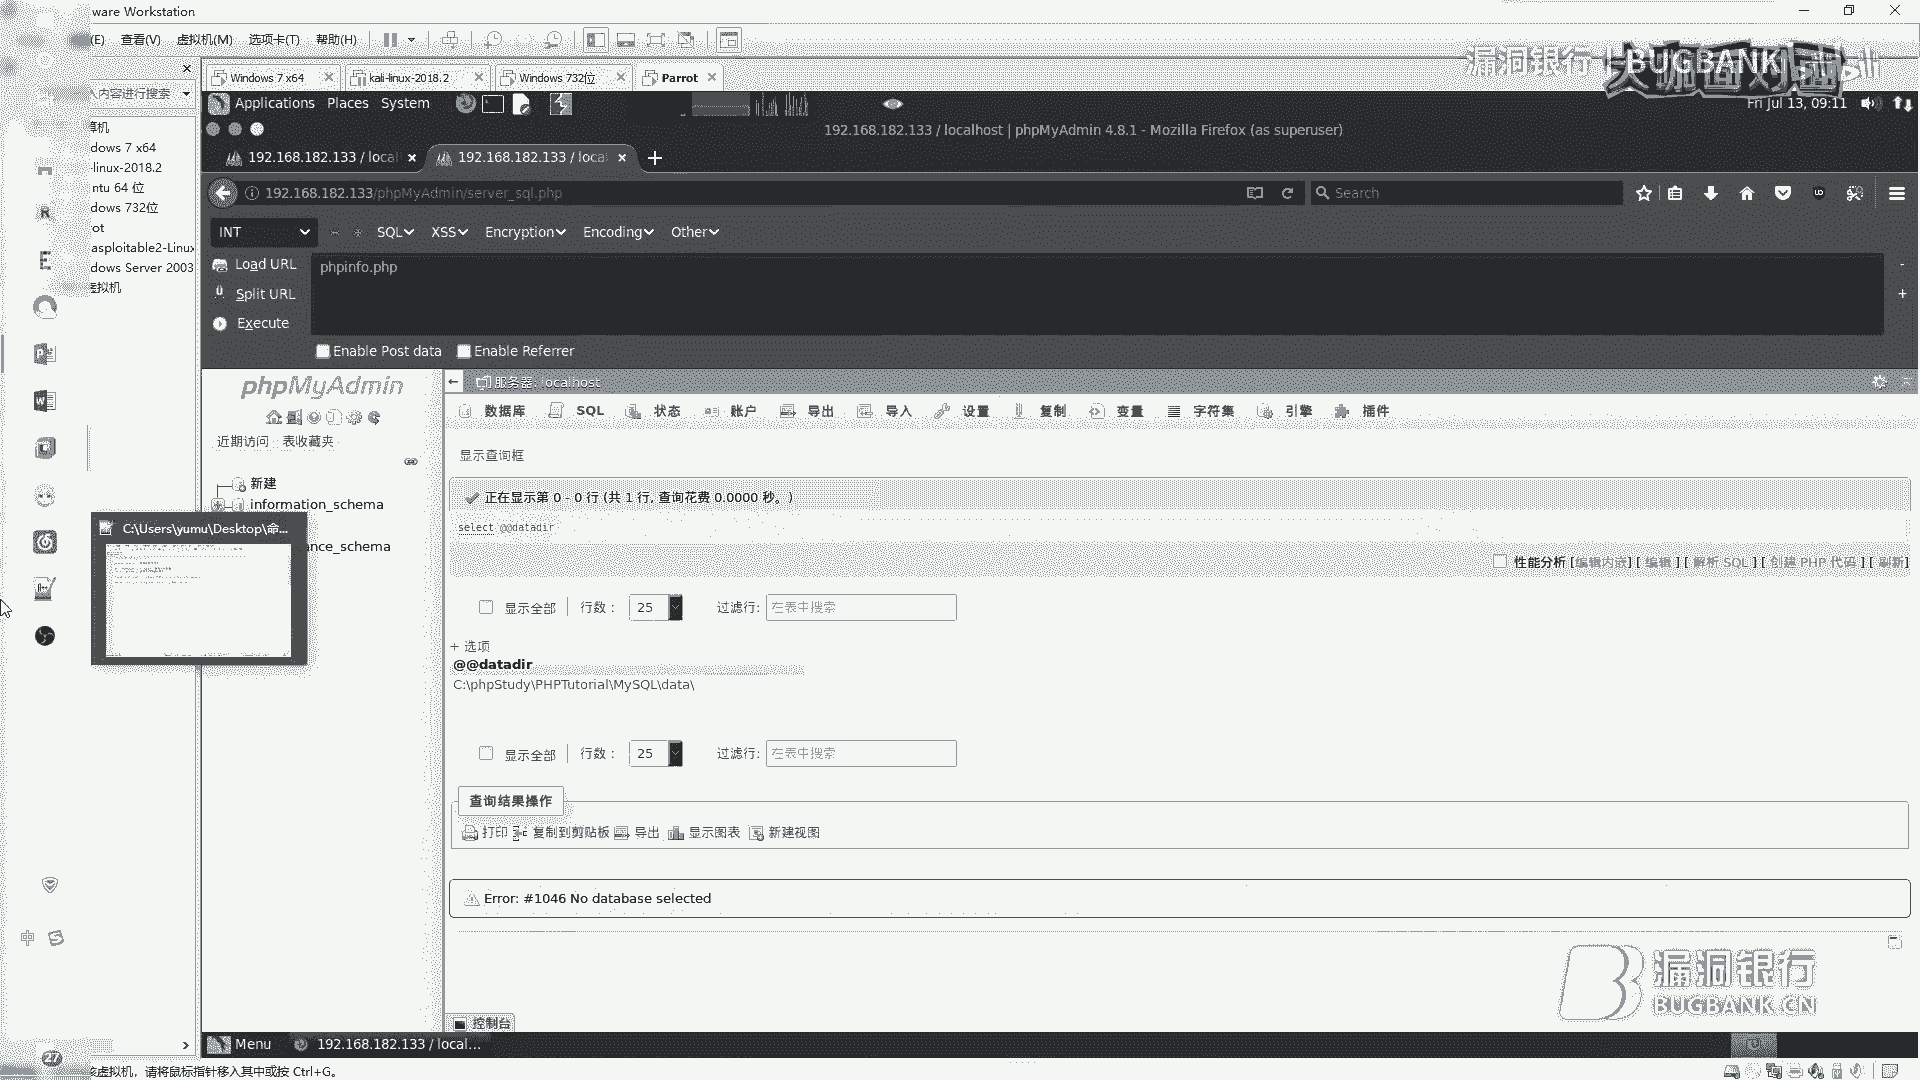 ware Workstation
(E) 查看(V) 虚拟机(M) 选项卡(T) 帮助(H)
漏洞银行 BUGBANK
内容进行搜索
Windows 7 x64 kali-linux-2018.2 Windows 732位 Parrot
Applications Places System
Fri Jul 13, 09:11
192.168.182.133 / localhost | phpMyAdmin 4.8.1 - Mozilla Firefox (as superuser)
192.168.182.133 / local 192.168.182.133 / loca
192.168.182.133/phpMyAdmin/server_sql.php
Search
INT SQL XSS Encryption Encoding Other
Load URL
phpinfo.php
Split URL
Execute
Enable Post data Enable Referrer
算机
dows 7 x64
-linux-2018.2
ntu 64 位
dows 732位
rot
asploitable2-Linux
dows Server 2003
虚拟机
phpMyAdmin
近期访问 表收藏夹
新建
information_schema
ance_schema
C:\Users\yumu\Desktop\命...
服务器: localhost
数据库 SQL 状态 账户 导出 导入 设置 复制 变量 字符集 引擎 插件
显示查询框
正在显示第 0 - 0 行 (共 1 行, 查询花费 0.0000 秒。)
select @@datadir
性能分析 [编辑内嵌] [ 编辑 ] [ 解析 SQL ] [ 创建 PHP 代码 ] [ 刷新]
显示全部 行数： 25 过滤行: 在表中搜索
+ 选项
@@datadir
C:\phpStudy\PHPTutorial\MySQL\data\
显示全部 行数： 25 过滤行: 在表中搜索
查询结果操作
打印 复制到剪贴板 导出 显示图表 新建视图
Error: #1046 No database selected
漏洞银行
BUGBANK.CN
控制台
中
Menu 192.168.182.133 / local...
27
该虚拟机，请将鼠标指针移入其中或按 Ctrl+G。